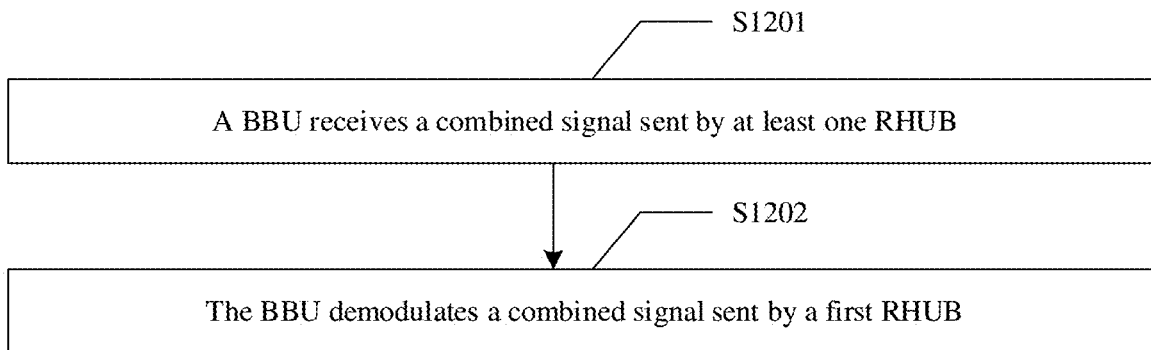 S1201
A BBU receives a combined signal sent by at least one RHUB
S1202
The BBU demodulates a combined signal sent by a first RHUB